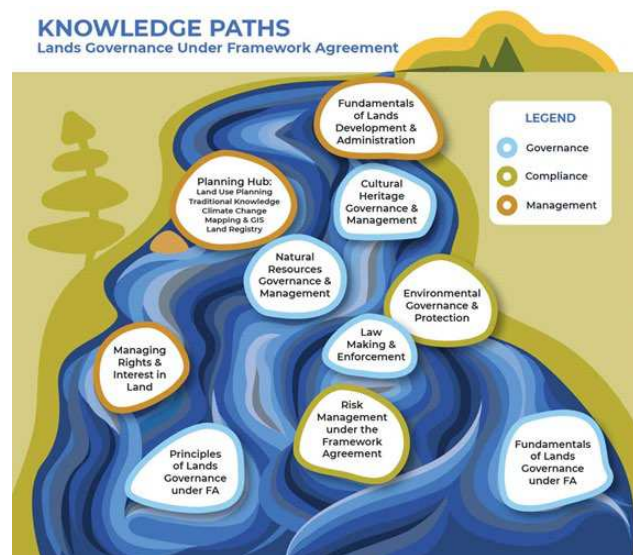 KNOWLEDGE PATHS
Lands Governance Under Framework Agreement
Fundamentals
of Lands
Development &
Administration
LEGEND
Governance
Compliance
Management
Planning Hub:
Land Use Planning
Traditional Knowledge
Climate Change
Mapping & GIS
Land Registry
Cultural
Heritage
Governance &
Management
Natural
Resources
Governance &
Management
Environmental
Governance &
Protection
Law
Making &
Enforcement
Managing
Rights &
Interest in
Land
Risk
Management
under the
Framework
Agreement
Principles
of Lands
Governance
under FA
Fundamentals
of Lands
Governance
under FA